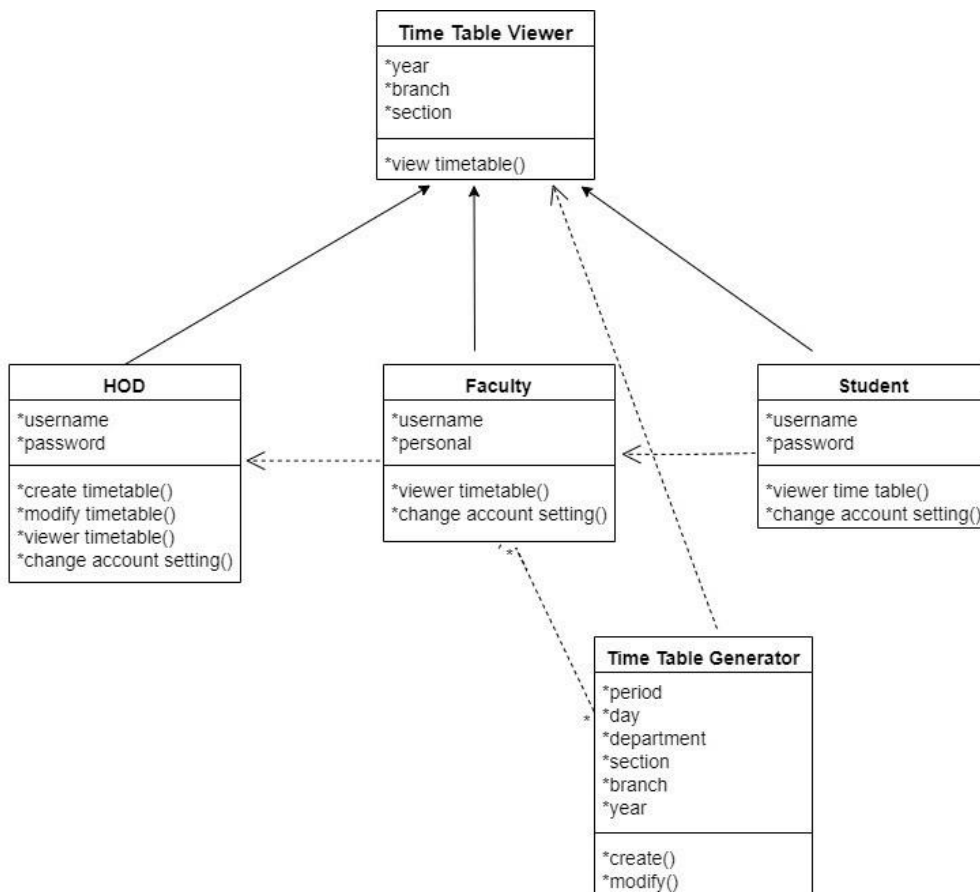 Time Table Viewer
*year
*branch
*section
*view timetable()
HOD
*username
*password
*create timetable()
*modify timetable()
*viewer timetable()
*change account setting()
Faculty
*username
*personal
*viewer timetable()
*change account setting()
Student
*username
*password
*viewer time table()
*change account setting()
*
*
Time Table Generator
*period
*day
*department
*section
*branch
*year
*create()
*modify()